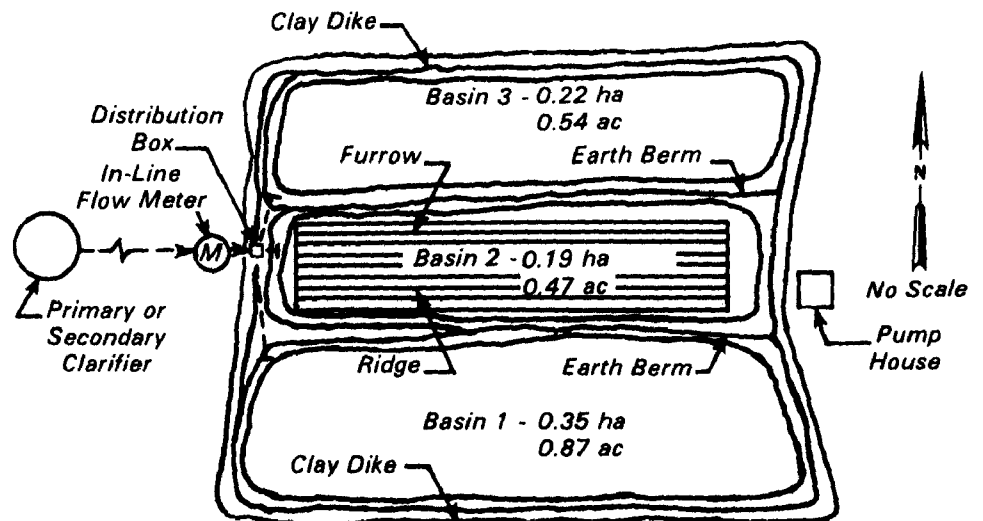 Clay Dike
Basin 3 - 0.22 ha
0.54 ac
Distribution
Box
Furrow
Earth Berm
In-Line
Flow Meter
N
M
Basin 2 - 0.19 ha
0.47 ac
No Scale
Primary or
Secondary
Clarifier
Pump
House
Ridge
Earth Berm
Basin 1 - 0.35 ha
0.87 ac
Clay Dike